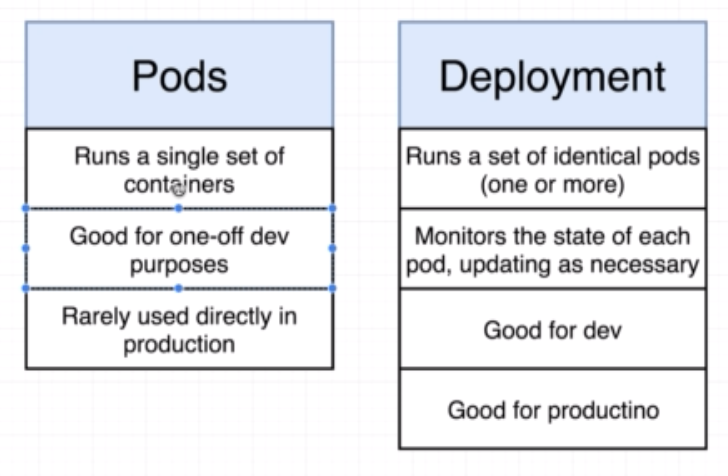 Pods
Runs a single set of
containers
Good for one-off dev
purposes
Rarely used directly in
production
Deployment
Runs a set of identical pods
(one or more)
Monitors the state of each
pod, updating as necessary
Good for dev
Good for productino